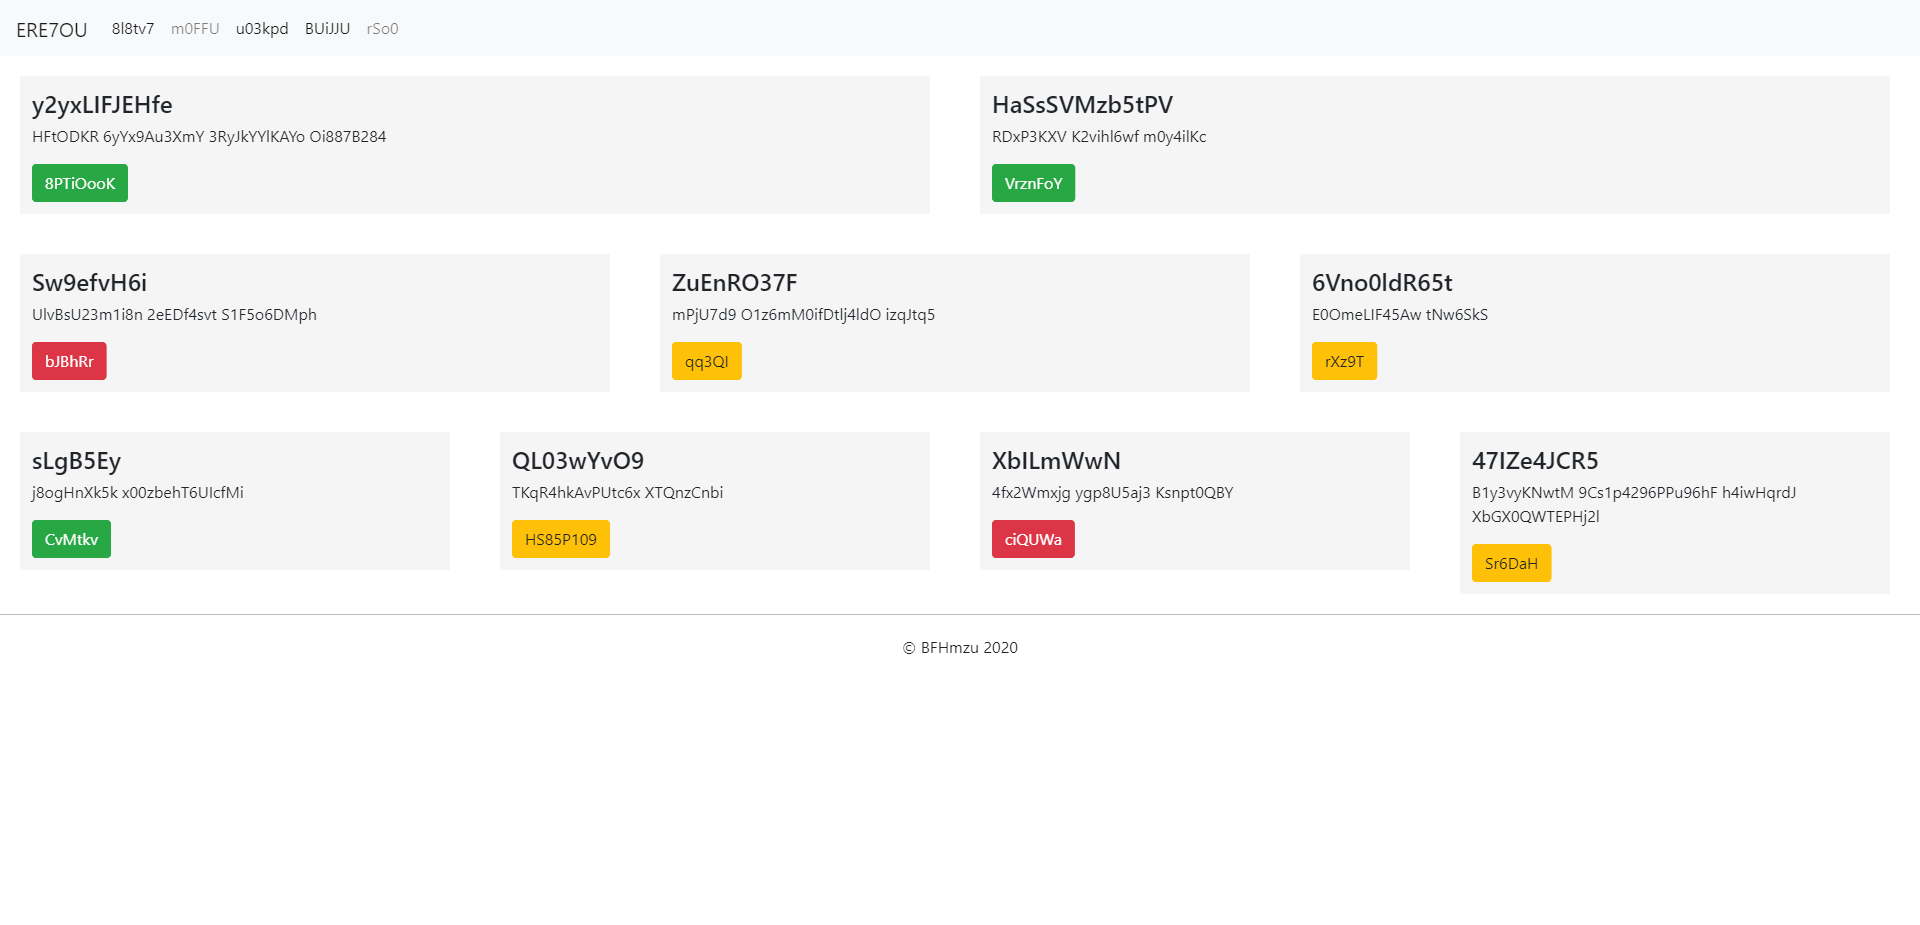 ERE7OU 8l8tv7 m0FFU u03kpd BUiJJU rSo0
y2yxLIFJEHfe
HFtODKR 6yYx9Au3XmY 3RyJkYYlKAYo Oi887B284
8PTiOooK
HaSsSVMzb5tPV
RDxP3KXV K2vihl6wf m0y4ilKc
VrznFoY
Sw9efvH6i
UlvBsU23m1i8n 2eEDf4svt S1F5o6DMph
bJBhRr
ZuEnRO37F
mPjU7d9 O1z6mM0ifDtlj4ldO izqJtq5
qq3QI
6Vno0ldR65t
E0OmeLIF45Aw tNw6SkS
rXz9T
sLgB5Ey
j8ogHnXk5k x00zbehT6UIcfMi
CvMtkv
QL03wYvO9
TKqR4hkAvPUtc6x XTQnzCnbi
HS85P109
XbILmWwN
4fx2Wmxjg ygp8U5aj3 Ksnpt0QBY
ciQUWa
47IZe4JCR5
B1y3vyKNwtM 9Cs1p4296PPu96hF h4iwHqrdJ
XbGX0QWTEPHj2l
Sr6DaH
© BFHmzu 2020